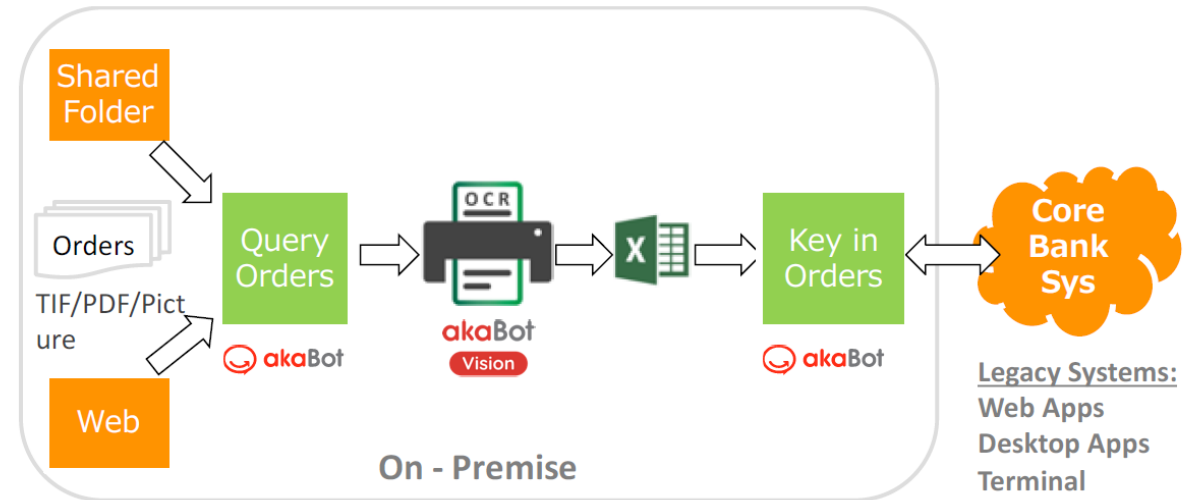 Shared
Folder
Orders
TIF/PDF/Pict
ure
Web
Query
Orders
akaBot
OCR
akaBot
Vision
X
Key in
Orders
akaBot
Core
Bank
Sys
Legacy Systems:
Web Apps
Desktop Apps
Terminal
On - Premise